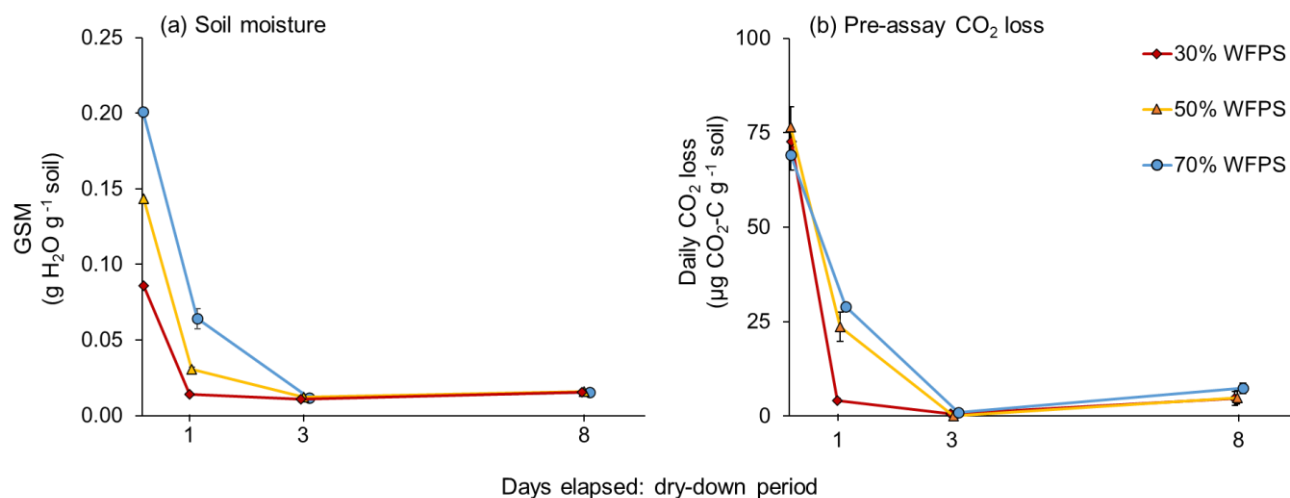 (a) Soil moisture
0.25
0.20
0.15
0.10
0.05
0.00
GSM
(g H₂O g⁻¹ soil)
1
3
8
(b) Pre-assay CO₂ loss
100
75
50
25
0
Daily CO₂ loss
(µg CO₂-C g⁻¹ soil)
1
3
8
30% WFPS
50% WFPS
70% WFPS
Days elapsed: dry-down period